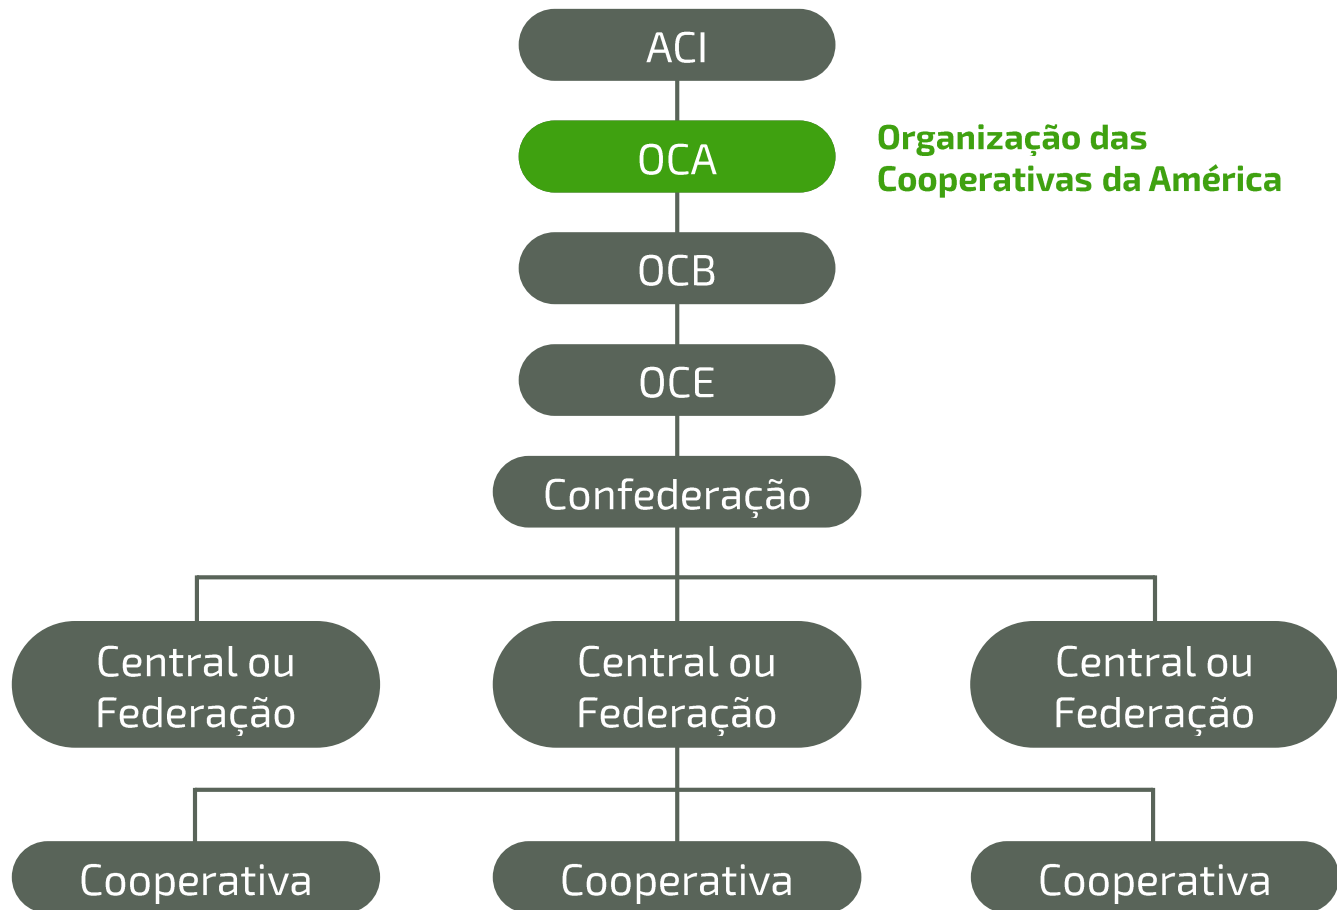 ACI
OCA
Organização das
Cooperativas da América
OCB
OCE
Confederação
Central ou
Federação
Central ou
Federação
Central ou
Federação
Cooperativa
Cooperativa
Cooperativa